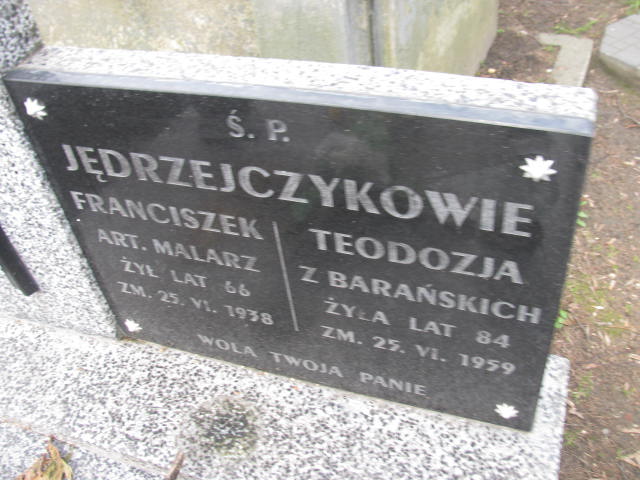 Ś. P.
JĘDRZEJCZYKOWIE
FRANCISZEK
ART. MALARZ
ŻYŁ LAT 66
ZM. 25. VI. 1938
TEODOZJA
Z BARAŃSKICH
ŻYŁA LAT 84
ZM. 25. VI. 1959
WOLA TWOJA PANIE